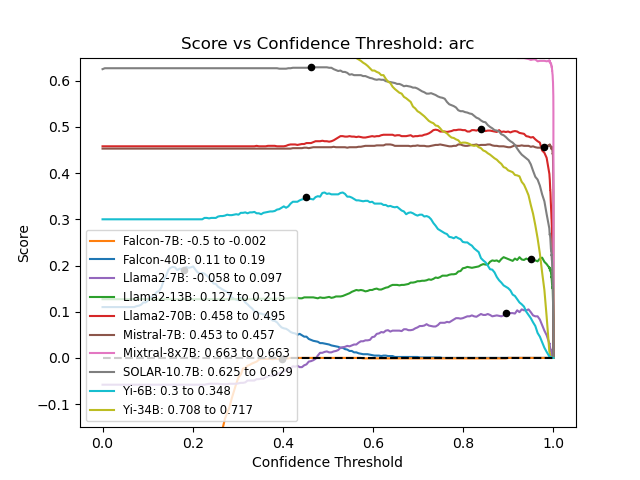 Score vs Confidence Threshold: arc
0.6
0.5
0.4
0.3
0.2
0.1
0.0
−0.1
Score
Falcon-7B: -0.5 to -0.002
Falcon-40B: 0.11 to 0.19
Llama2-7B: -0.058 to 0.097
Llama2-13B: 0.127 to 0.215
Llama2-70B: 0.458 to 0.495
Mistral-7B: 0.453 to 0.457
Mixtral-8x7B: 0.663 to 0.663
SOLAR-10.7B: 0.625 to 0.629
Yi-6B: 0.3 to 0.348
Yi-34B: 0.708 to 0.717
0.0 0.2 0.4 0.6 0.8 1.0
Confidence Threshold